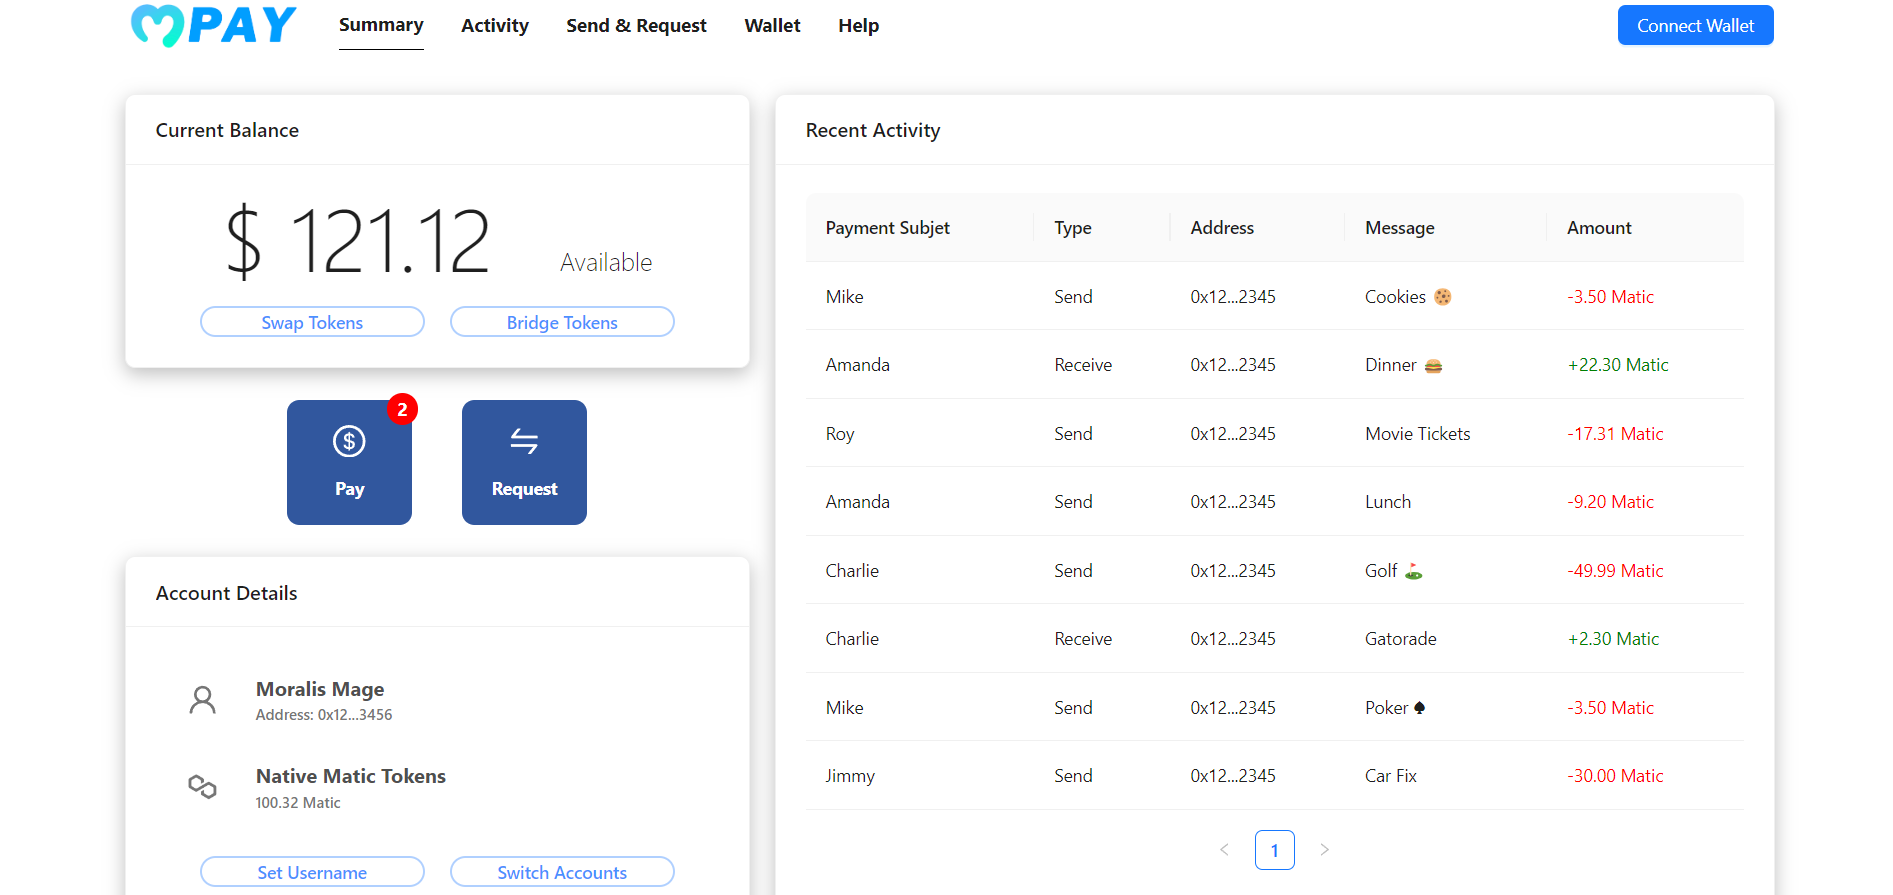 PAY
Summary Activity Send & Request Wallet Help
Connect Wallet
Current Balance
$ 121.12 Available
Swap Tokens Bridge Tokens
2
Pay
Request
Account Details
Moralis Mage
Address: 0x12...3456
Native Matic Tokens
100.32 Matic
Set Username Switch Accounts
Recent Activity
Payment Subjet Type Address Message Amount
Mike Send 0x12...2345 Cookies 🍪 -3.50 Matic
Amanda Receive 0x12...2345 Dinner 🍔 +22.30 Matic
Roy Send 0x12...2345 Movie Tickets -17.31 Matic
Amanda Send 0x12...2345 Lunch -9.20 Matic
Charlie Send 0x12...2345 Golf ⛳ -49.99 Matic
Charlie Receive 0x12...2345 Gatorade +2.30 Matic
Mike Send 0x12...2345 Poker ♠ -3.50 Matic
Jimmy Send 0x12...2345 Car Fix -30.00 Matic
< 1 >